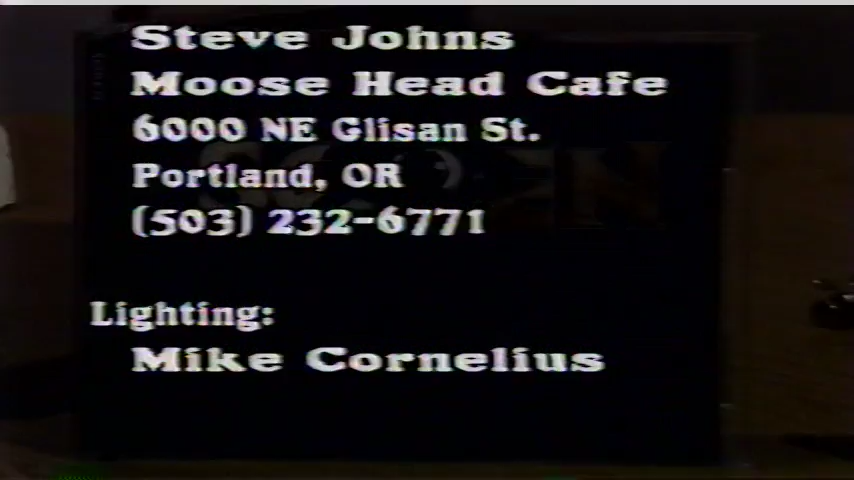 Steve Johns
Moose Head Cafe
6000 NE Glisan St.
Portland, OR
(503) 232-6771
Lighting:
Mike Cornelius